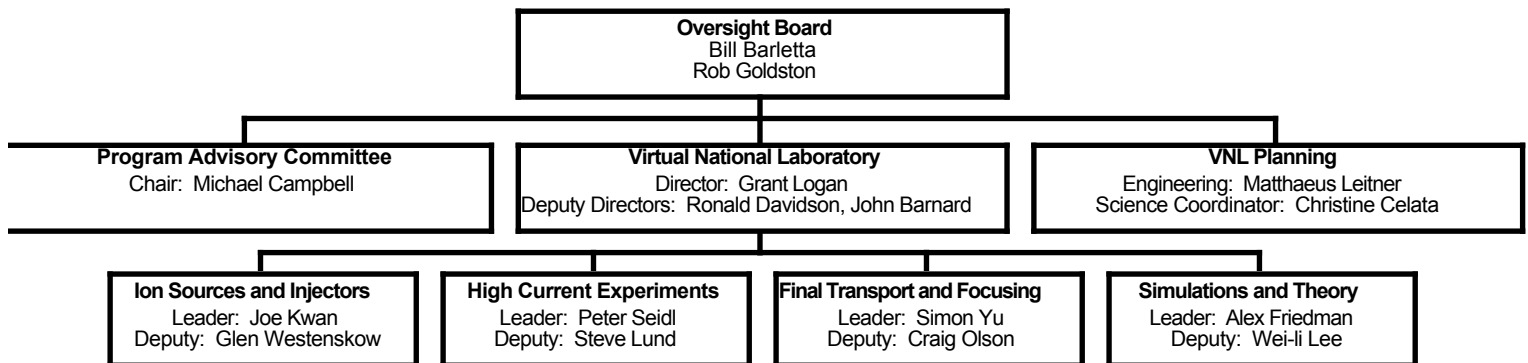 Oversight Board
Bill Barletta
Rob Goldston
Program Advisory Committee
Chair: Michael Campbell
Virtual National Laboratory
Director: Grant Logan
Deputy Directors: Ronald Davidson, John Barnard
VNL Planning
Engineering: Matthaeus Leitner
Science Coordinator: Christine Celata
Ion Sources and Injectors
Leader: Joe Kwan
Deputy: Glen Westenskow
High Current Experiments
Leader: Peter Seidl
Deputy: Steve Lund
Final Transport and Focusing
Leader: Simon Yu
Deputy: Craig Olson
Simulations and Theory
Leader: Alex Friedman
Deputy: Wei-li Lee